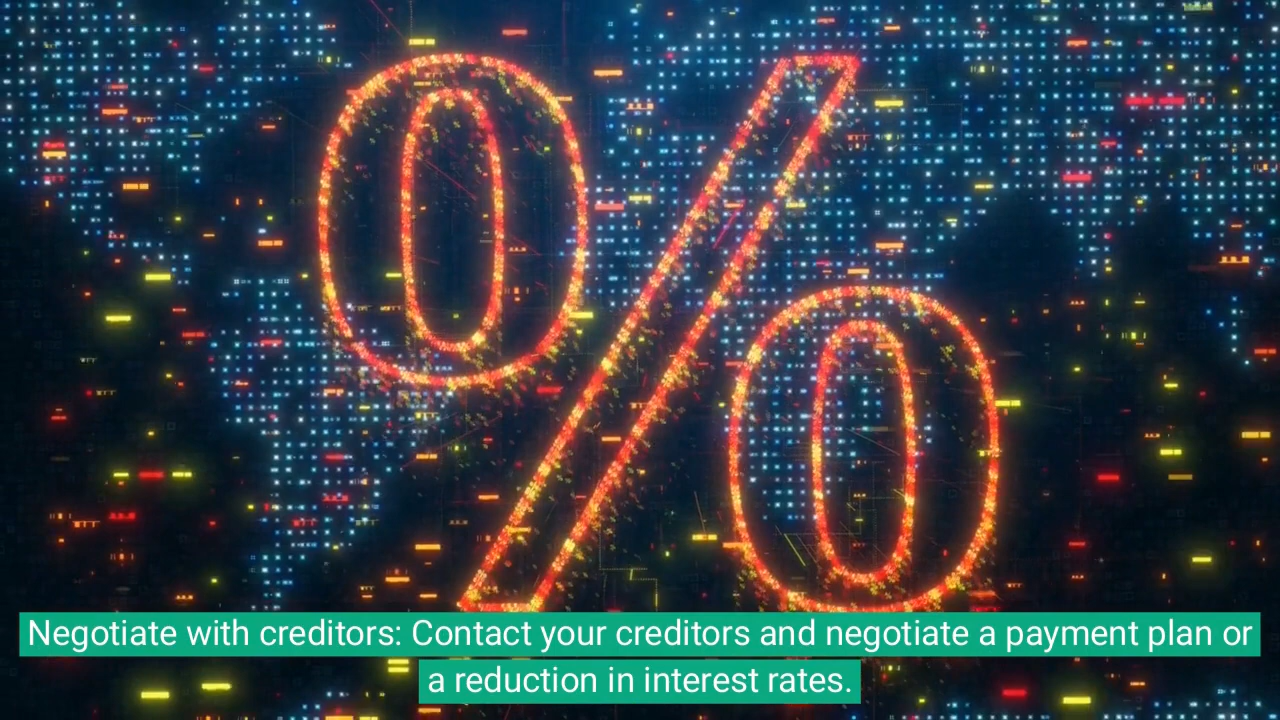 %
Negotiate with creditors: Contact your creditors and negotiate a payment plan or
a reduction in interest rates.